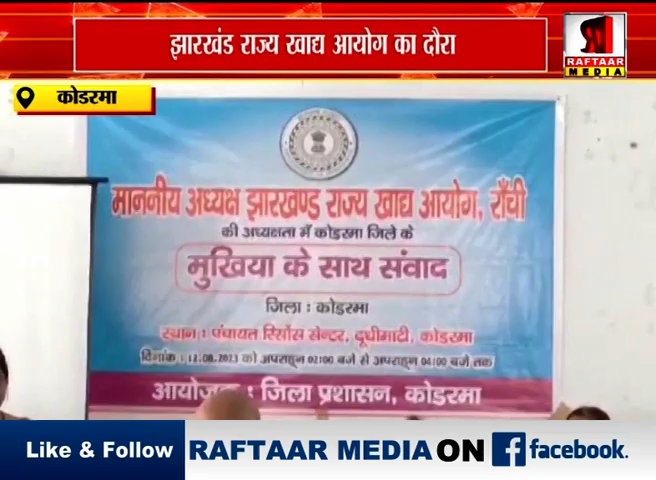 झारखंड राज्य खाद्य आयोग का दौरा
RAFTAAR
MEDIA
कोडरमा
माननीय अध्यक्ष झारखण्ड राज्य खाद्य आयोग, राँची
की अध्यक्षता में कोडरमा जिले के
मुखिया के साथ संवाद
जिला : कोडरमा
स्थान : पंचायत रिर्सोस सेन्टर, दूधीमाटी, कोडरमा
दिनांक : 12.08.2023 को अपराह्न 02:00 बजे से अपराह्न 04:00 बजे तक
आयोजक : जिला प्रशासन, कोडरमा
Like & Follow RAFTAAR MEDIA ON facebook.